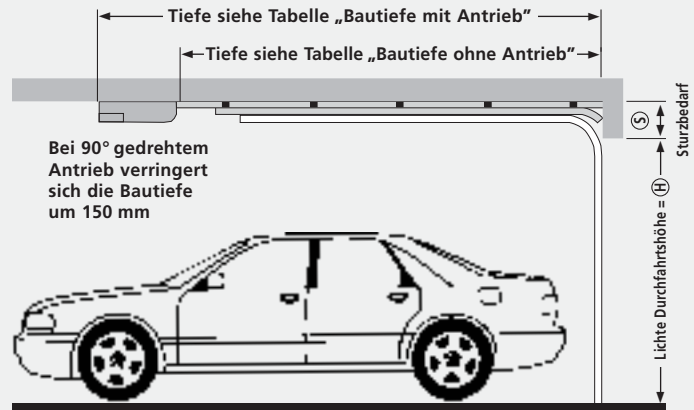 Tiefe siehe Tabelle „Bautiefe mit Antrieb”
Tiefe siehe Tabelle „Bautiefe ohne Antrieb”
Bei 90° gedrehtem
Antrieb verringert
sich die Bautiefe
um 150 mm
S
Sturzbedarf
Lichte Durchfahrtshöhe = H